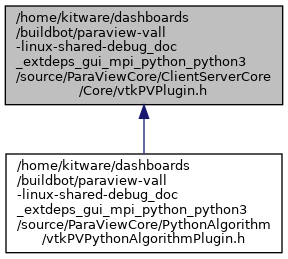 /home/kitware/dashboards
/buildbot/paraview-vall
-linux-shared-debug_doc
_extdeps_gui_mpi_python_python3
/source/ParaViewCore/ClientServerCore
/Core/vtkPVPlugin.h
/home/kitware/dashboards
/buildbot/paraview-vall
-linux-shared-debug_doc
_extdeps_gui_mpi_python_python3
/source/ParaViewCore/PythonAlgorithm
/vtkPVPythonAlgorithmPlugin.h